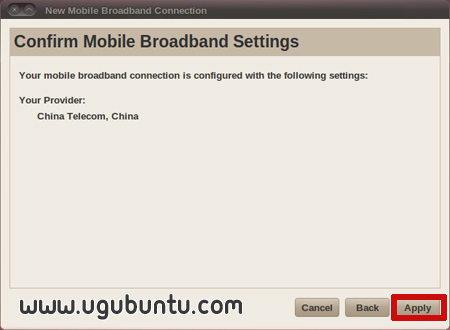 New Mobile Broadband Connection
Confirm Mobile Broadband Settings
Your mobile broadband connection is configured with the following settings:
Your Provider:
China Telecom, China
www.ugubuntu.com
Cancel Back Apply